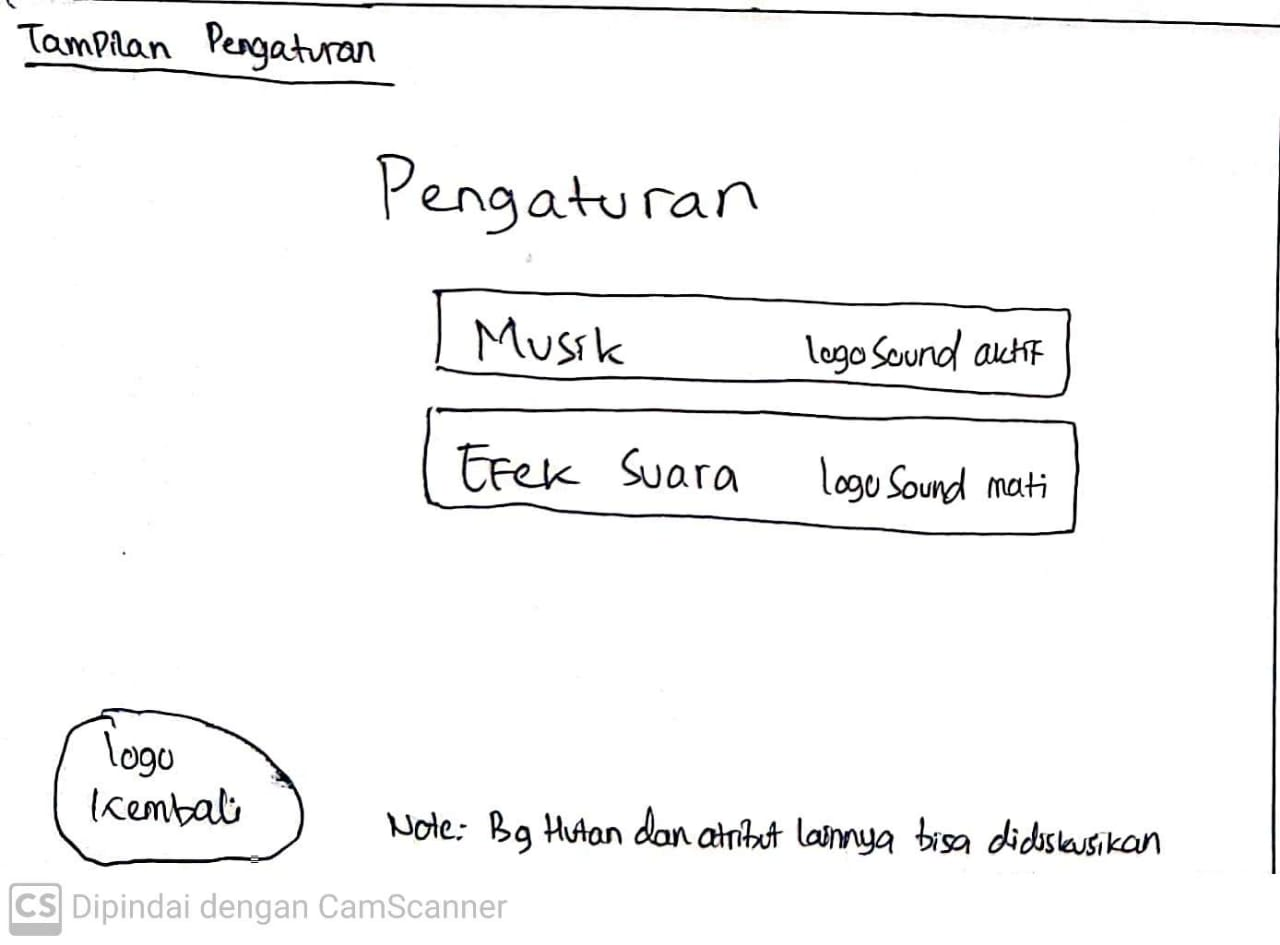 Tampilan Pengaturan
Pengaturan
Musik logo Sound aktif
Efek Suara logo Sound mati
logo
kembali
Note: Bg Hutan dan atribut lainnya bisa didiskusikan
CS Dipindai dengan CamScanner